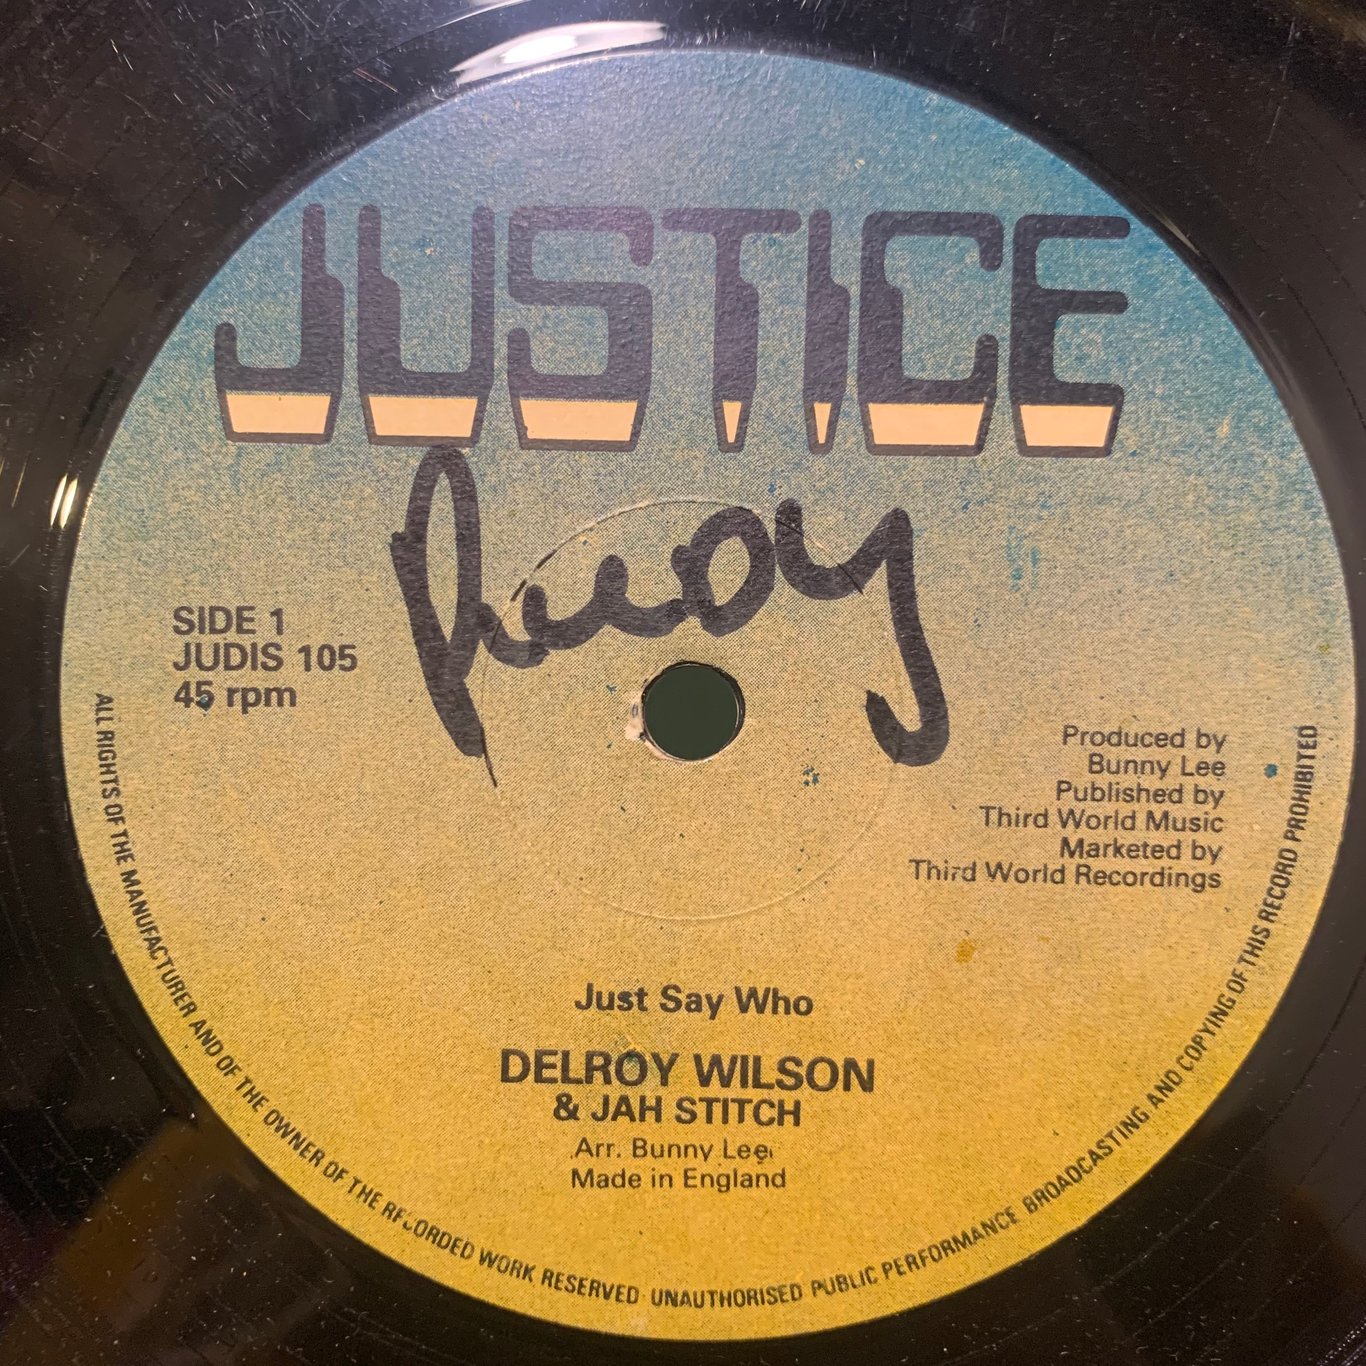 JUSTICE
Rudy
SIDE 1
JUDIS 105
45 rpm
Produced by
Bunny Lee
Published by
Third World Music
Marketed by
Third World Recordings
Just Say Who
DELROY WILSON
& JAH STITCH
Arr. Bunny Lee
Made in England
ALL RIGHTS OF THE MANUFACTURER AND OF THE OWNER OF THE RECORDED WORK RESERVED UNAUTHORISED PUBLIC PERFORMANCE BROADCASTING AND COPYING OF THIS RECORD PROHIBITED